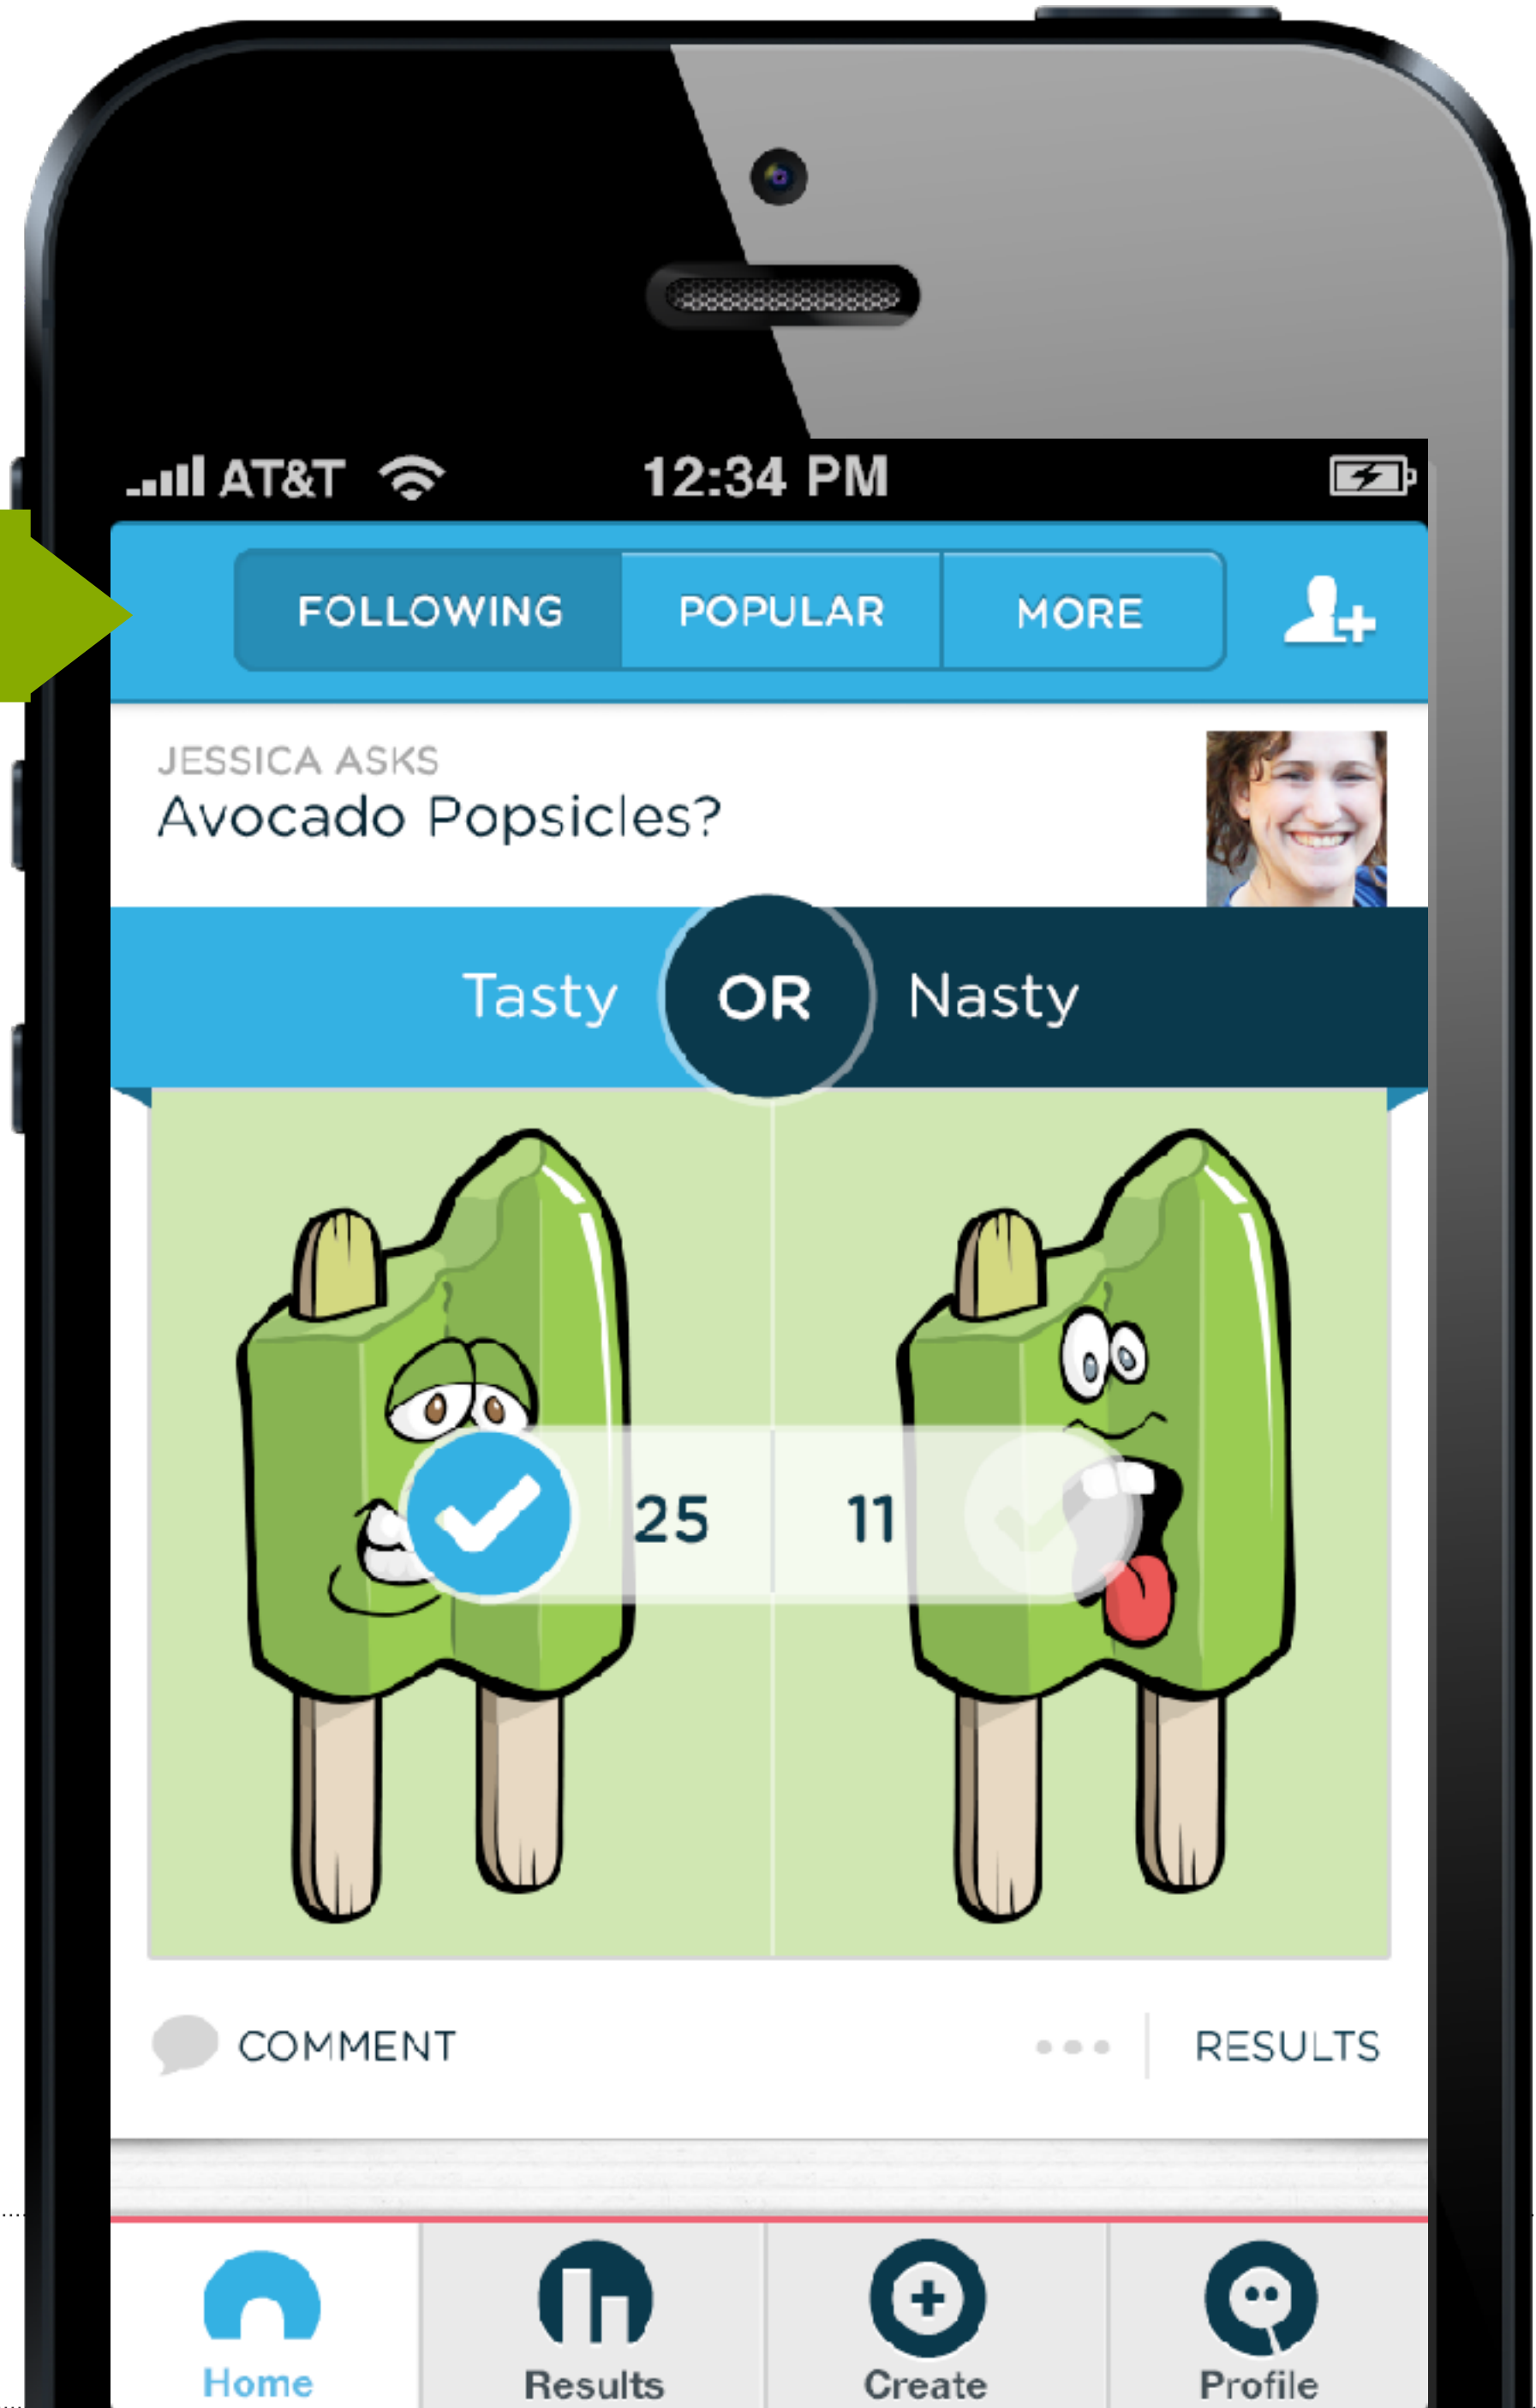 AT&T 12:34 PM
FOLLOWING POPULAR MORE
JESSICA ASKS
Avocado Popsicles?
Tasty OR Nasty
25 11
COMMENT ... RESULTS
Home Results Create Profile